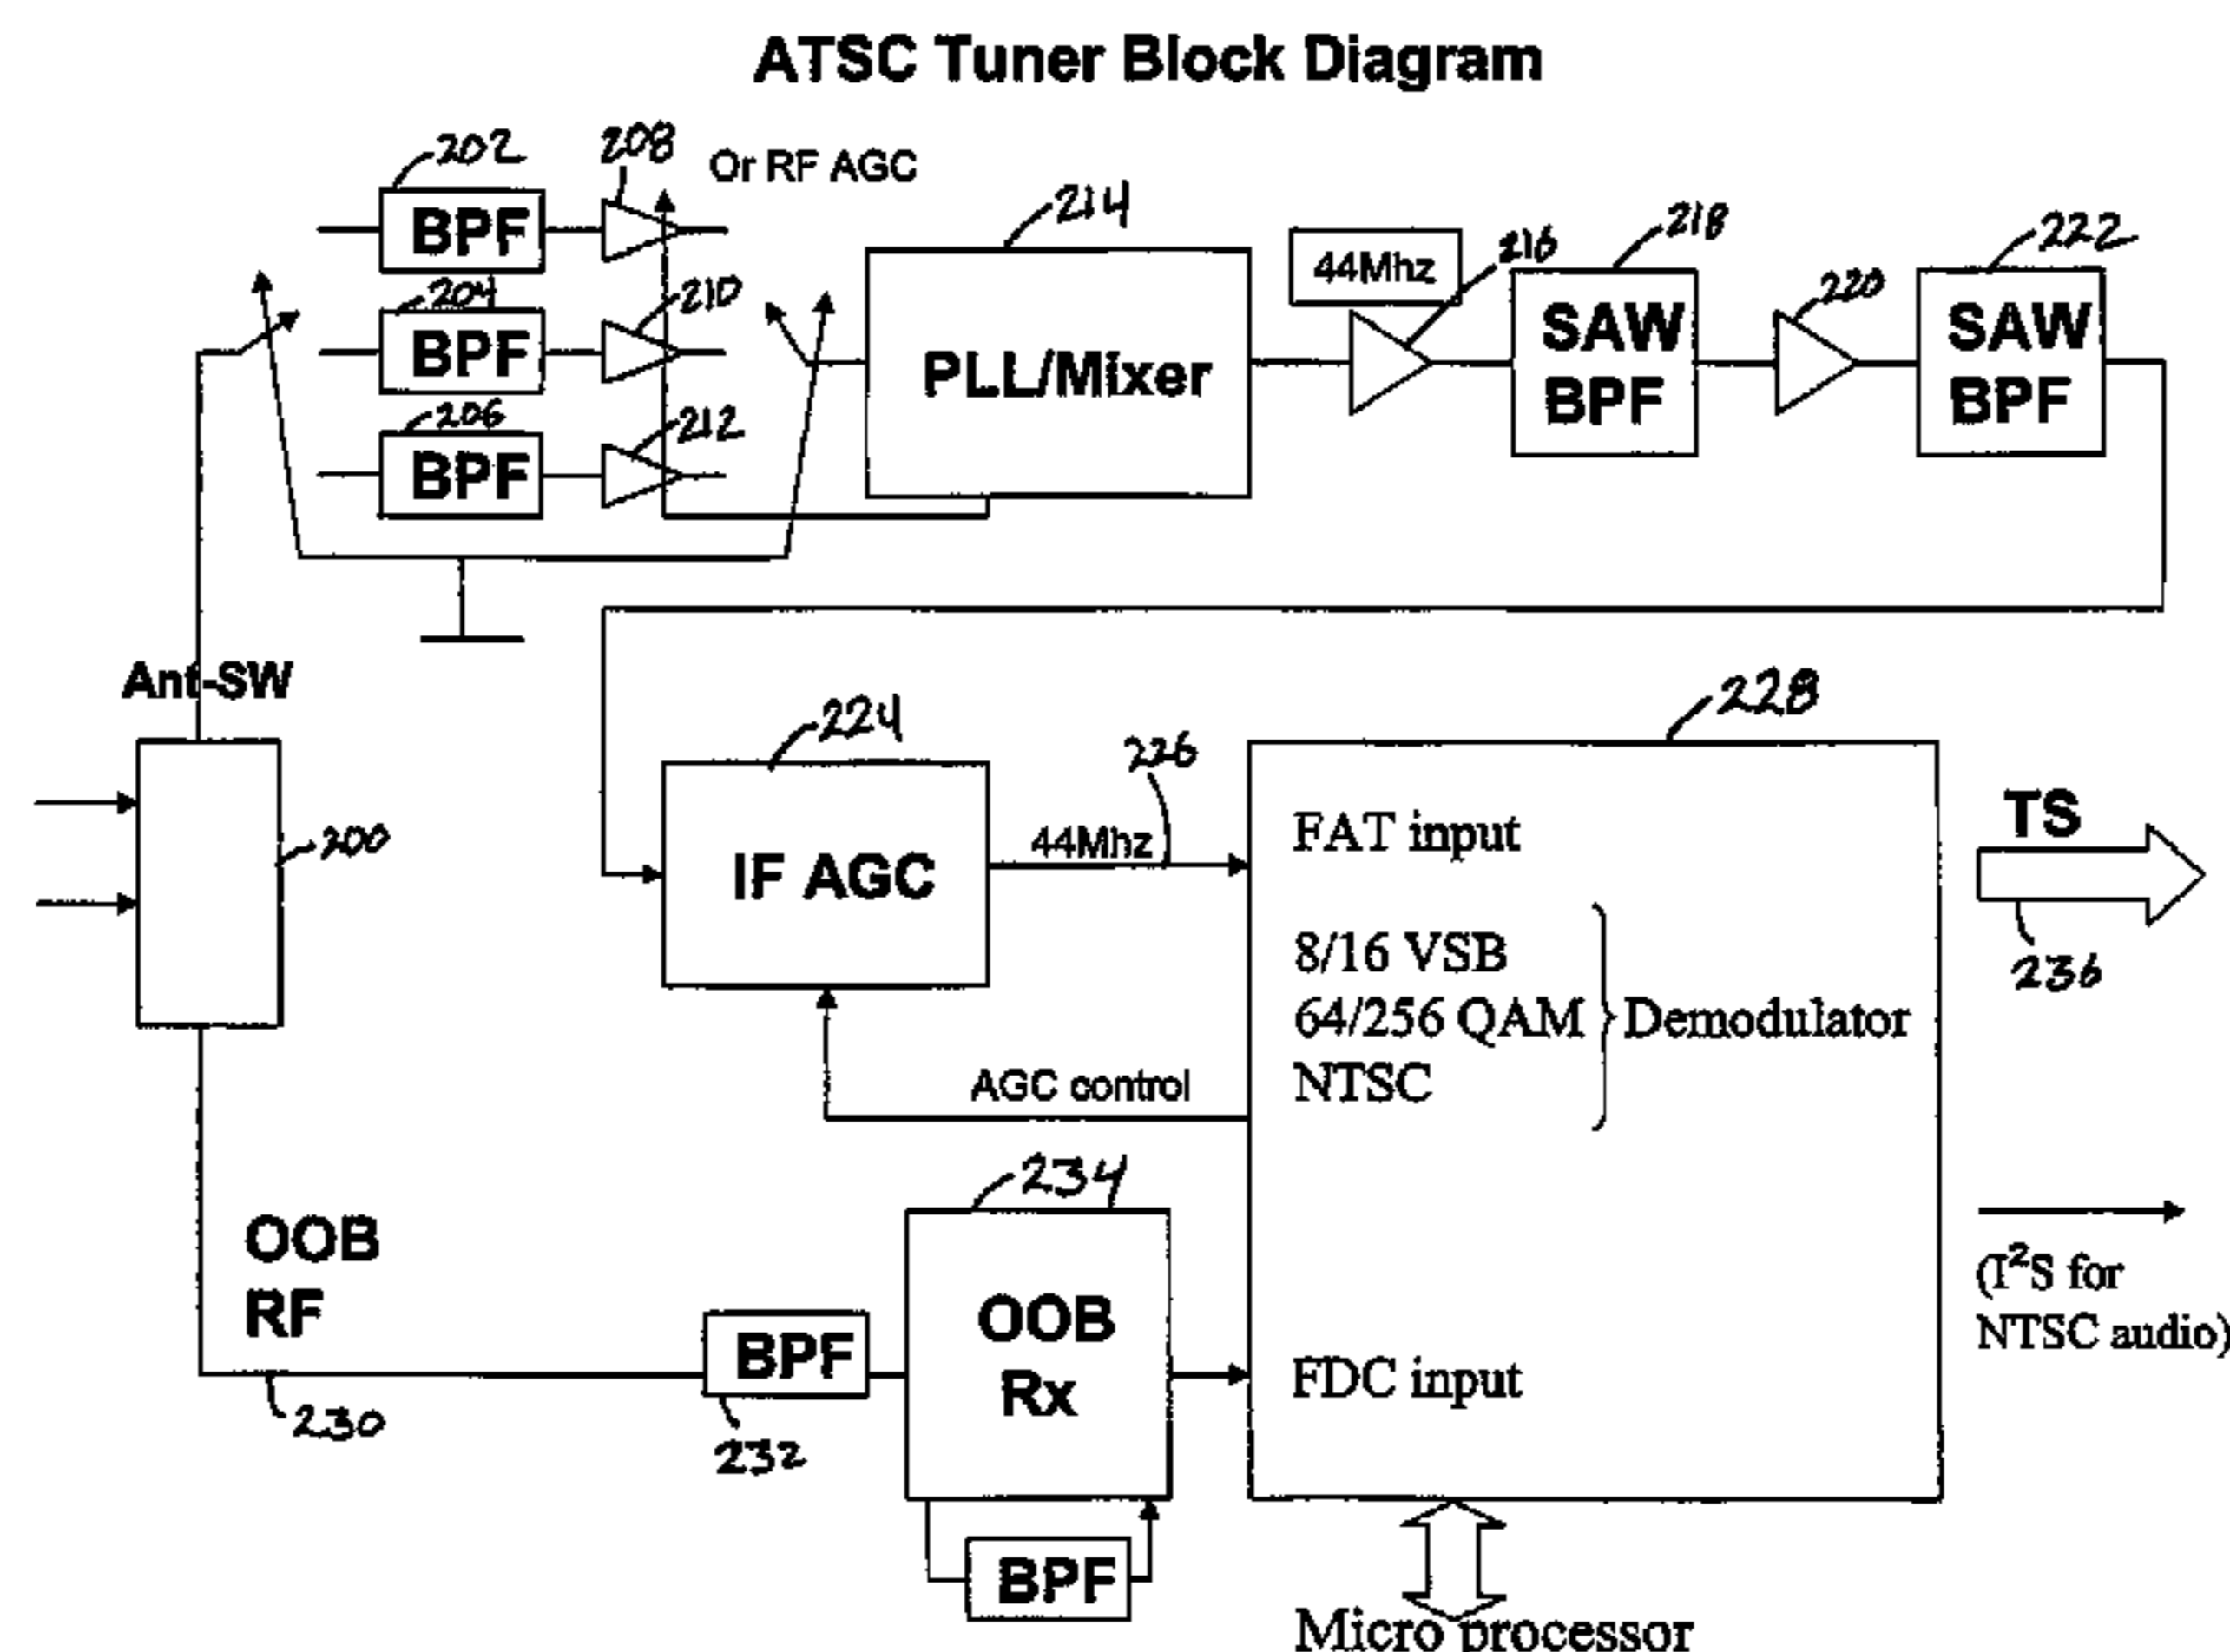 ATSC Tuner Block Diagram
202
208
Or RF AGC
214
218
222
BPF
44Mhz
216
204
210
220
BPF
PLL/Mixer
SAW
BPF
SAW
BPF
206
212
BPF
Ant-SW
200
224
226
228
IF AGC
44Mhz
FAT input
8/16 VSB
64/256 QAM
NTSC
Demodulator
TS
236
AGC control
234
OOB
RF
230
BPF
232
OOB
Rx
FDC input
(I²S for
NTSC audio)
BPF
Micro processor